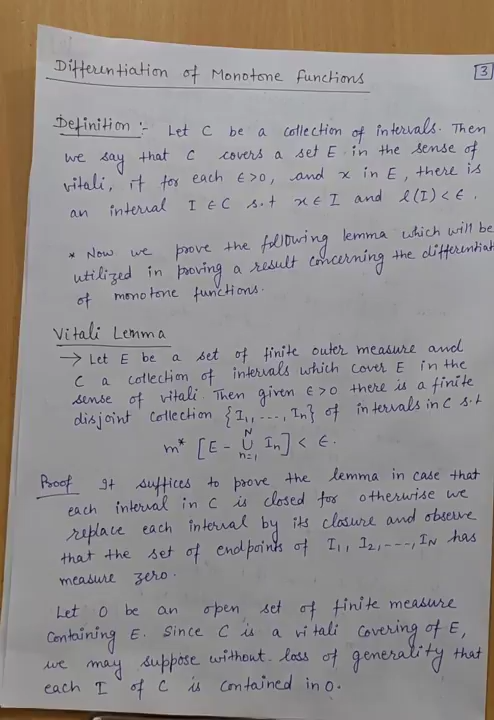 Differentiation of Monotone Functions
3
Definition :- Let C be a collection of intervals. Then
we say that C covers a set E in the sense of
vitali, if for each ϵ>0, and x in E, there is
an interval I ∈ C s.t x∈I and l(I)<ϵ.
* Now we prove the following lemma which will be
utilized in proving a result concerning the differentiat
of monotone functions.
Vitali Lemma
→ Let E be a set of finite outer measure and
C a collection of intervals which cover E in the
sense of vitali. Then given ϵ>0 there is a finite
disjoint collection {I₁, ---, In} of intervals in C s.t
m* [E - ∪ₙ₌₁ᴺ In] < ϵ.
Proof It suffices to prove the lemma in case that
each interval in C is closed for otherwise we
replace each interval by its closure and observe
that the set of endpoints of I₁, I₂, ---, IN has
measure zero.
Let O be an open set of finite measure
containing E. Since C is a vitali covering of E,
we may suppose without loss of generality that
each I of C is contained in O.